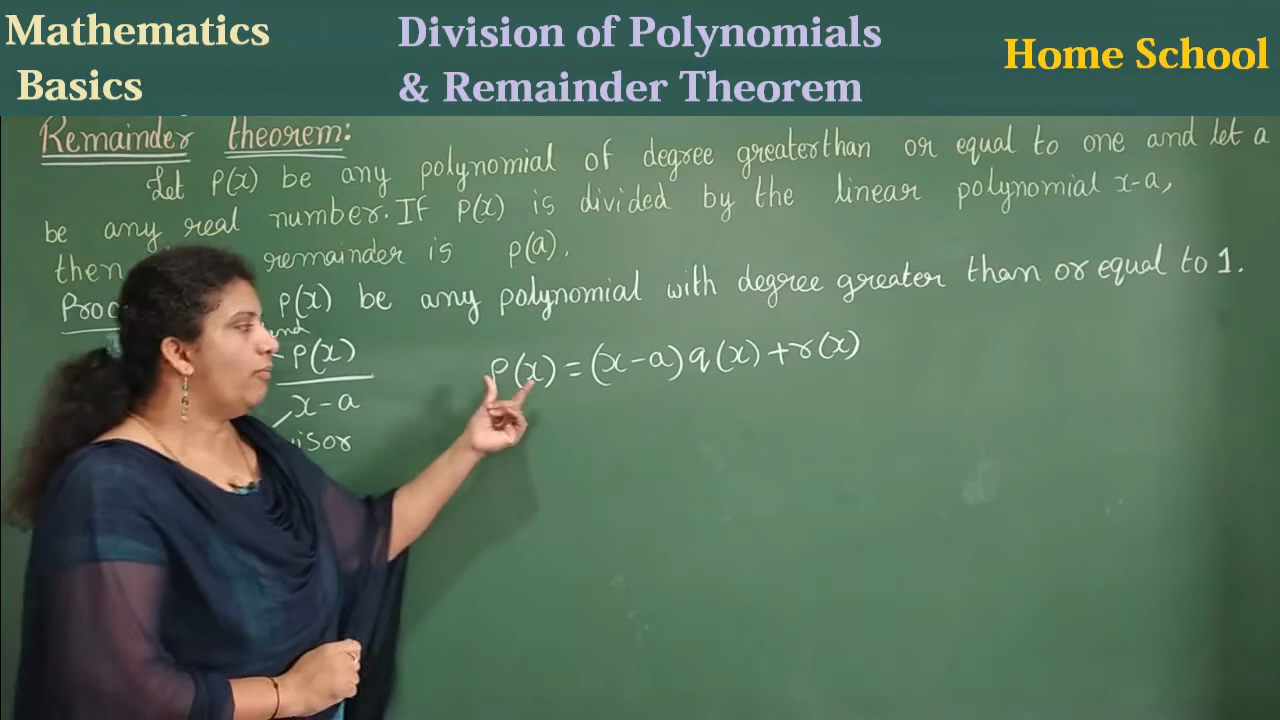 Mathematics
Basics
Division of Polynomials
& Remainder Theorem
Home School
Remainder theorem:
Let P(x) be any polynomial of degree greaterthan or equal to one and let a
be any real number. If P(x) is divided by the linear polynomial x-a,
then remainder is p(a).
P(x) be any polynomial with degree greater than or equal to 1.
P(x)
x-a
P(x) = (x-a) q(x) + r(x)